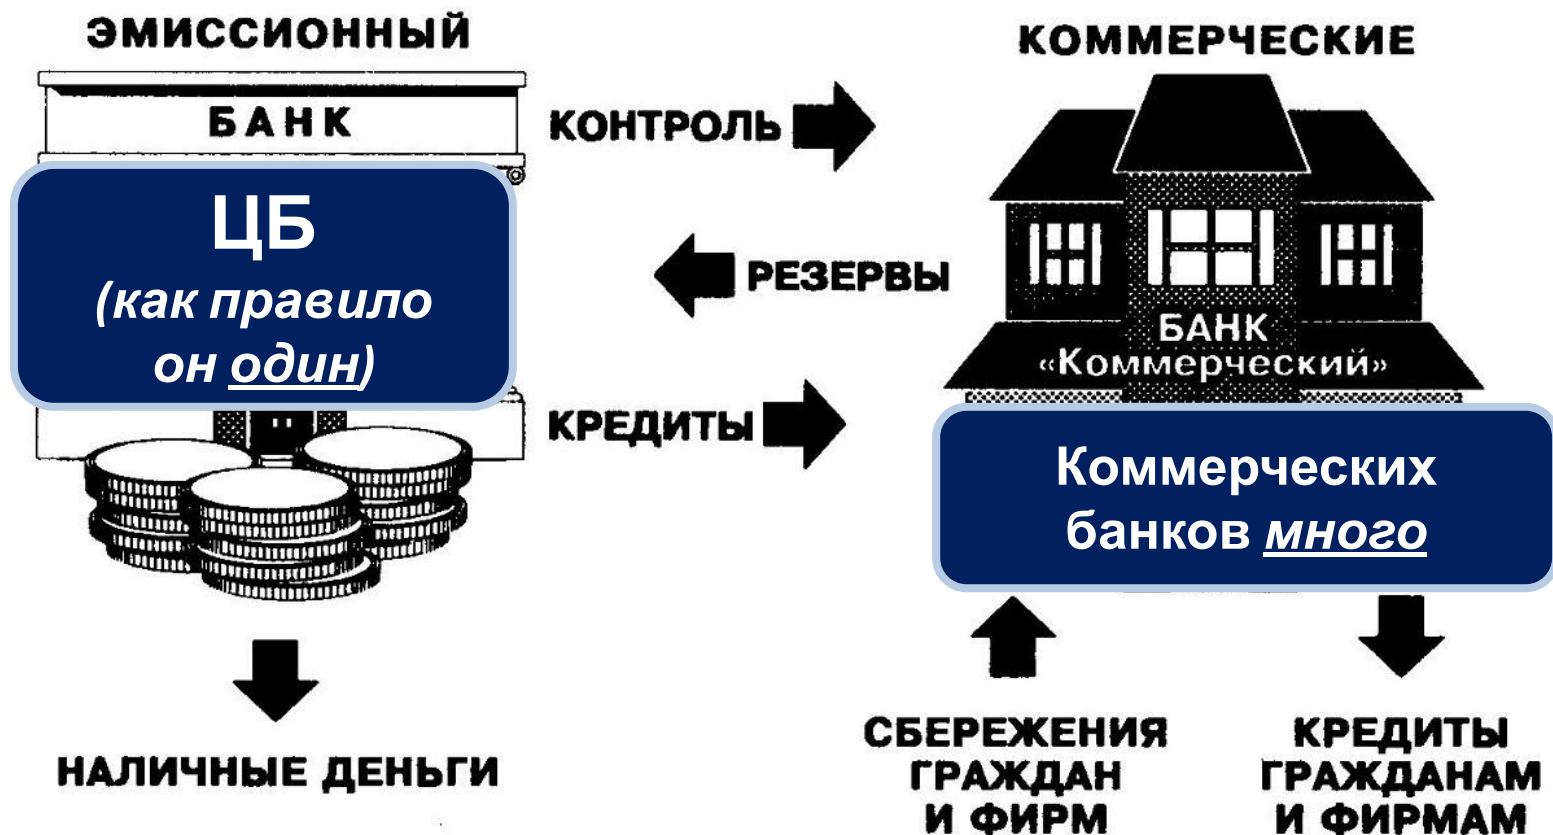 ЭМИССИОННЫЙ
БАНК
ЦБ
(как правило
он один)
НАЛИЧНЫЕ ДЕНЬГИ
КОНТРОЛЬ
РЕЗЕРВЫ
КРЕДИТЫ
КОММЕРЧЕСКИЕ
БАНК
«Коммерческий»
Коммерческих
банков много
СБЕРЕЖЕНИЯ
ГРАЖДАН
И ФИРМ
КРЕДИТЫ
ГРАЖДАНАМ
И ФИРМАМ